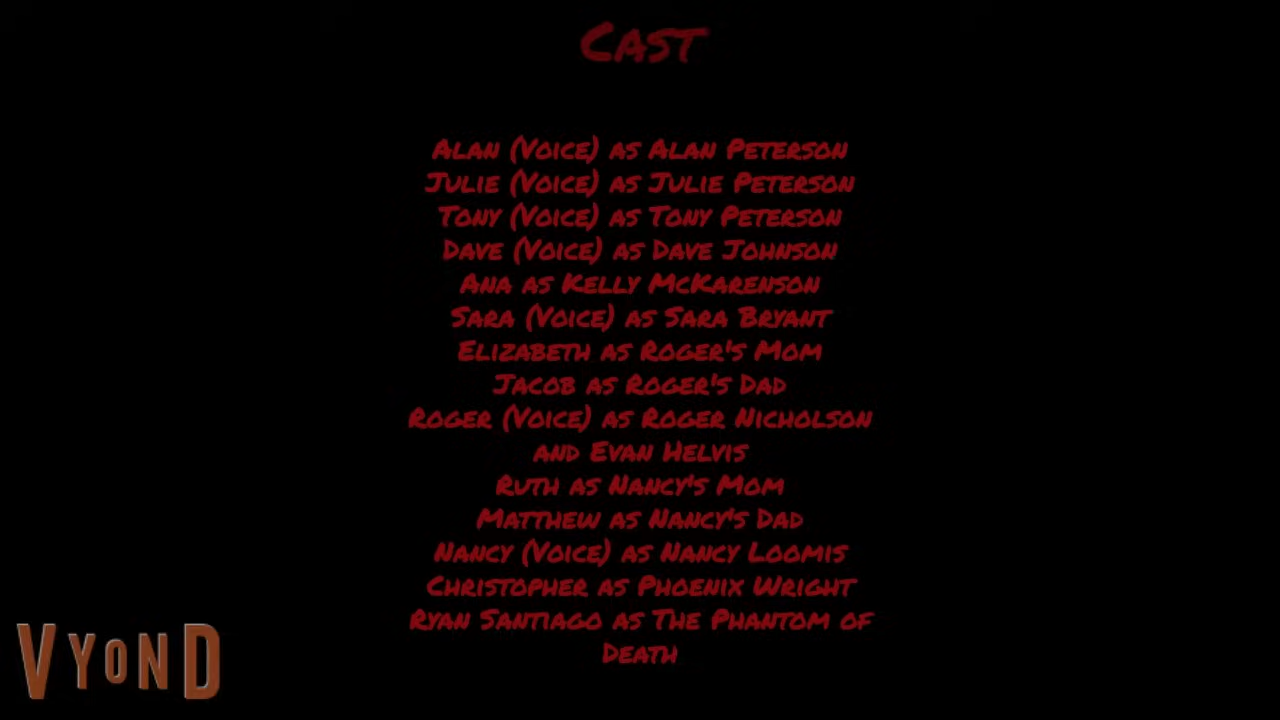 CAST
ALAN (VOICE) AS ALAN PETERSON
JULIE (VOICE) AS JULIE PETERSON
TONY (VOICE) AS TONY PETERSON
DAVE (VOICE) AS DAVE JOHNSON
ANA AS KELLY MCKARENSON
SARA (VOICE) AS SARA BRYANT
ELIZABETH AS ROGER'S MOM
JACOB AS ROGER'S DAD
ROGER (VOICE) AS ROGER NICHOLSON
AND EVAN HELVIS
RUTH AS NANCY'S MOM
MATTHEW AS NANCY'S DAD
NANCY (VOICE) AS NANCY LOOMIS
CHRISTOPHER AS PHOENIX WRIGHT
RYAN SANTIAGO AS THE PHANTOM OF
DEATH
VYOND